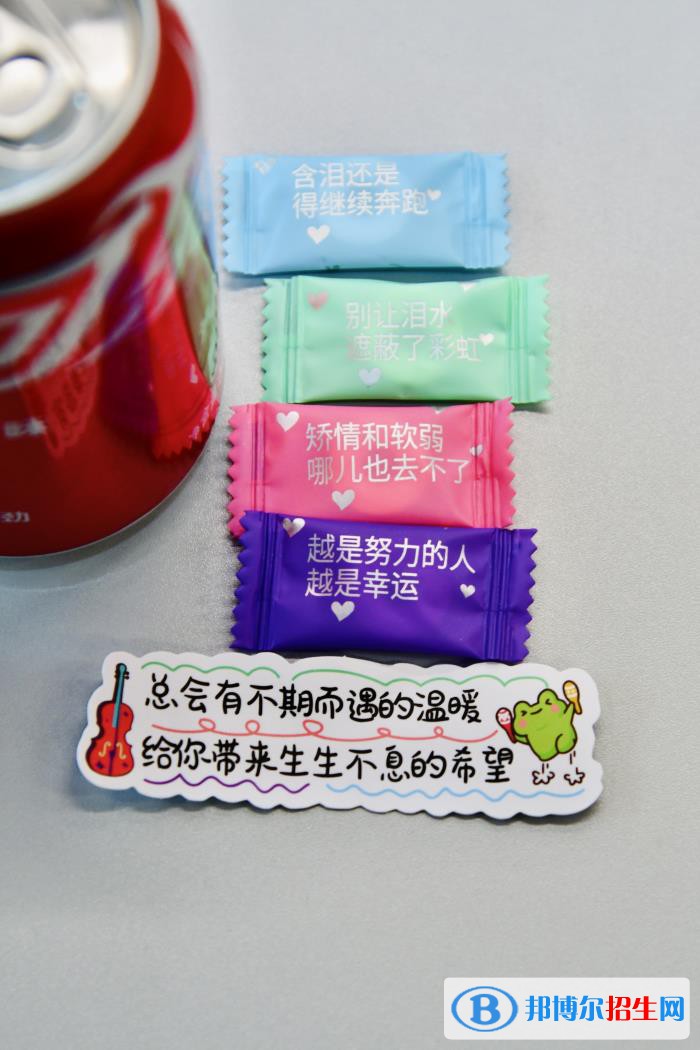 含泪还是
得继续奔跑
别让泪水
遮蔽了彩虹
矫情和软弱
哪儿也去不了
越是努力的人
越是幸运
总会有不期而遇的温暖
给你带来生生不息的希望
邦博尔招生网